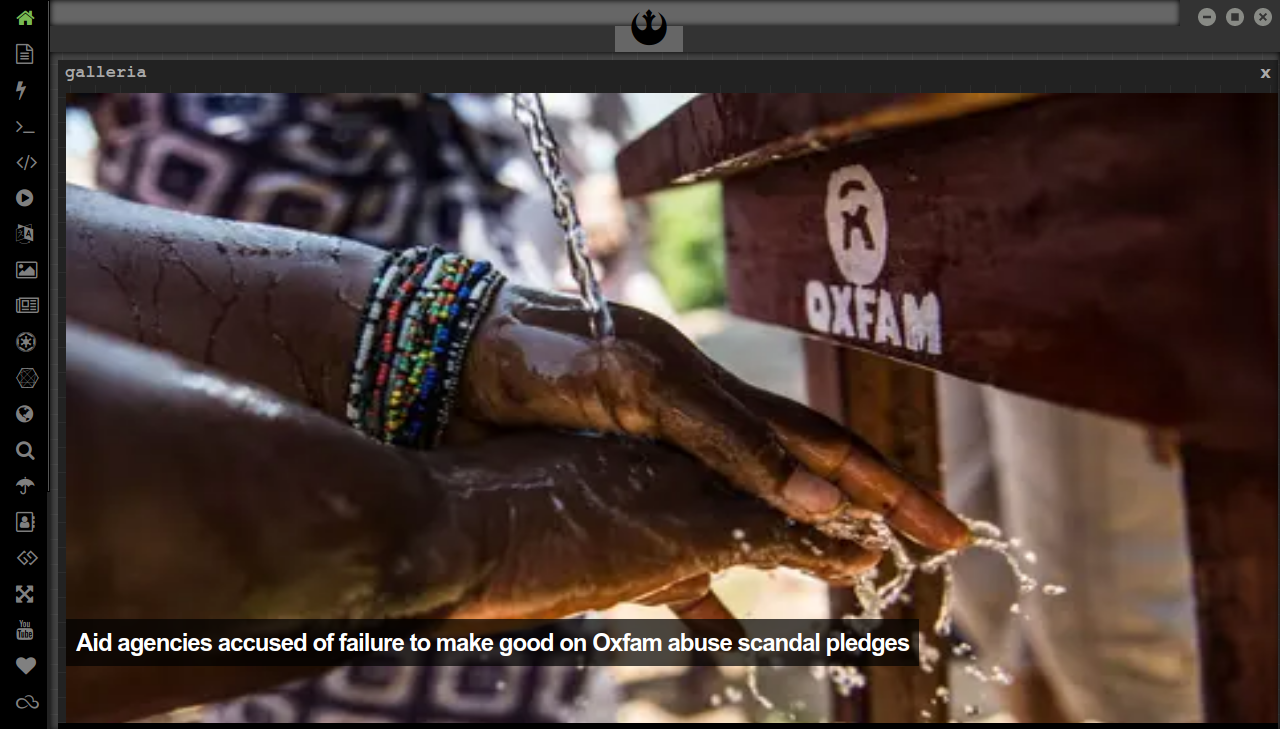 galleria
x
OXFAM
Aid agencies accused of failure to make good on Oxfam abuse scandal pledges
You
Tube